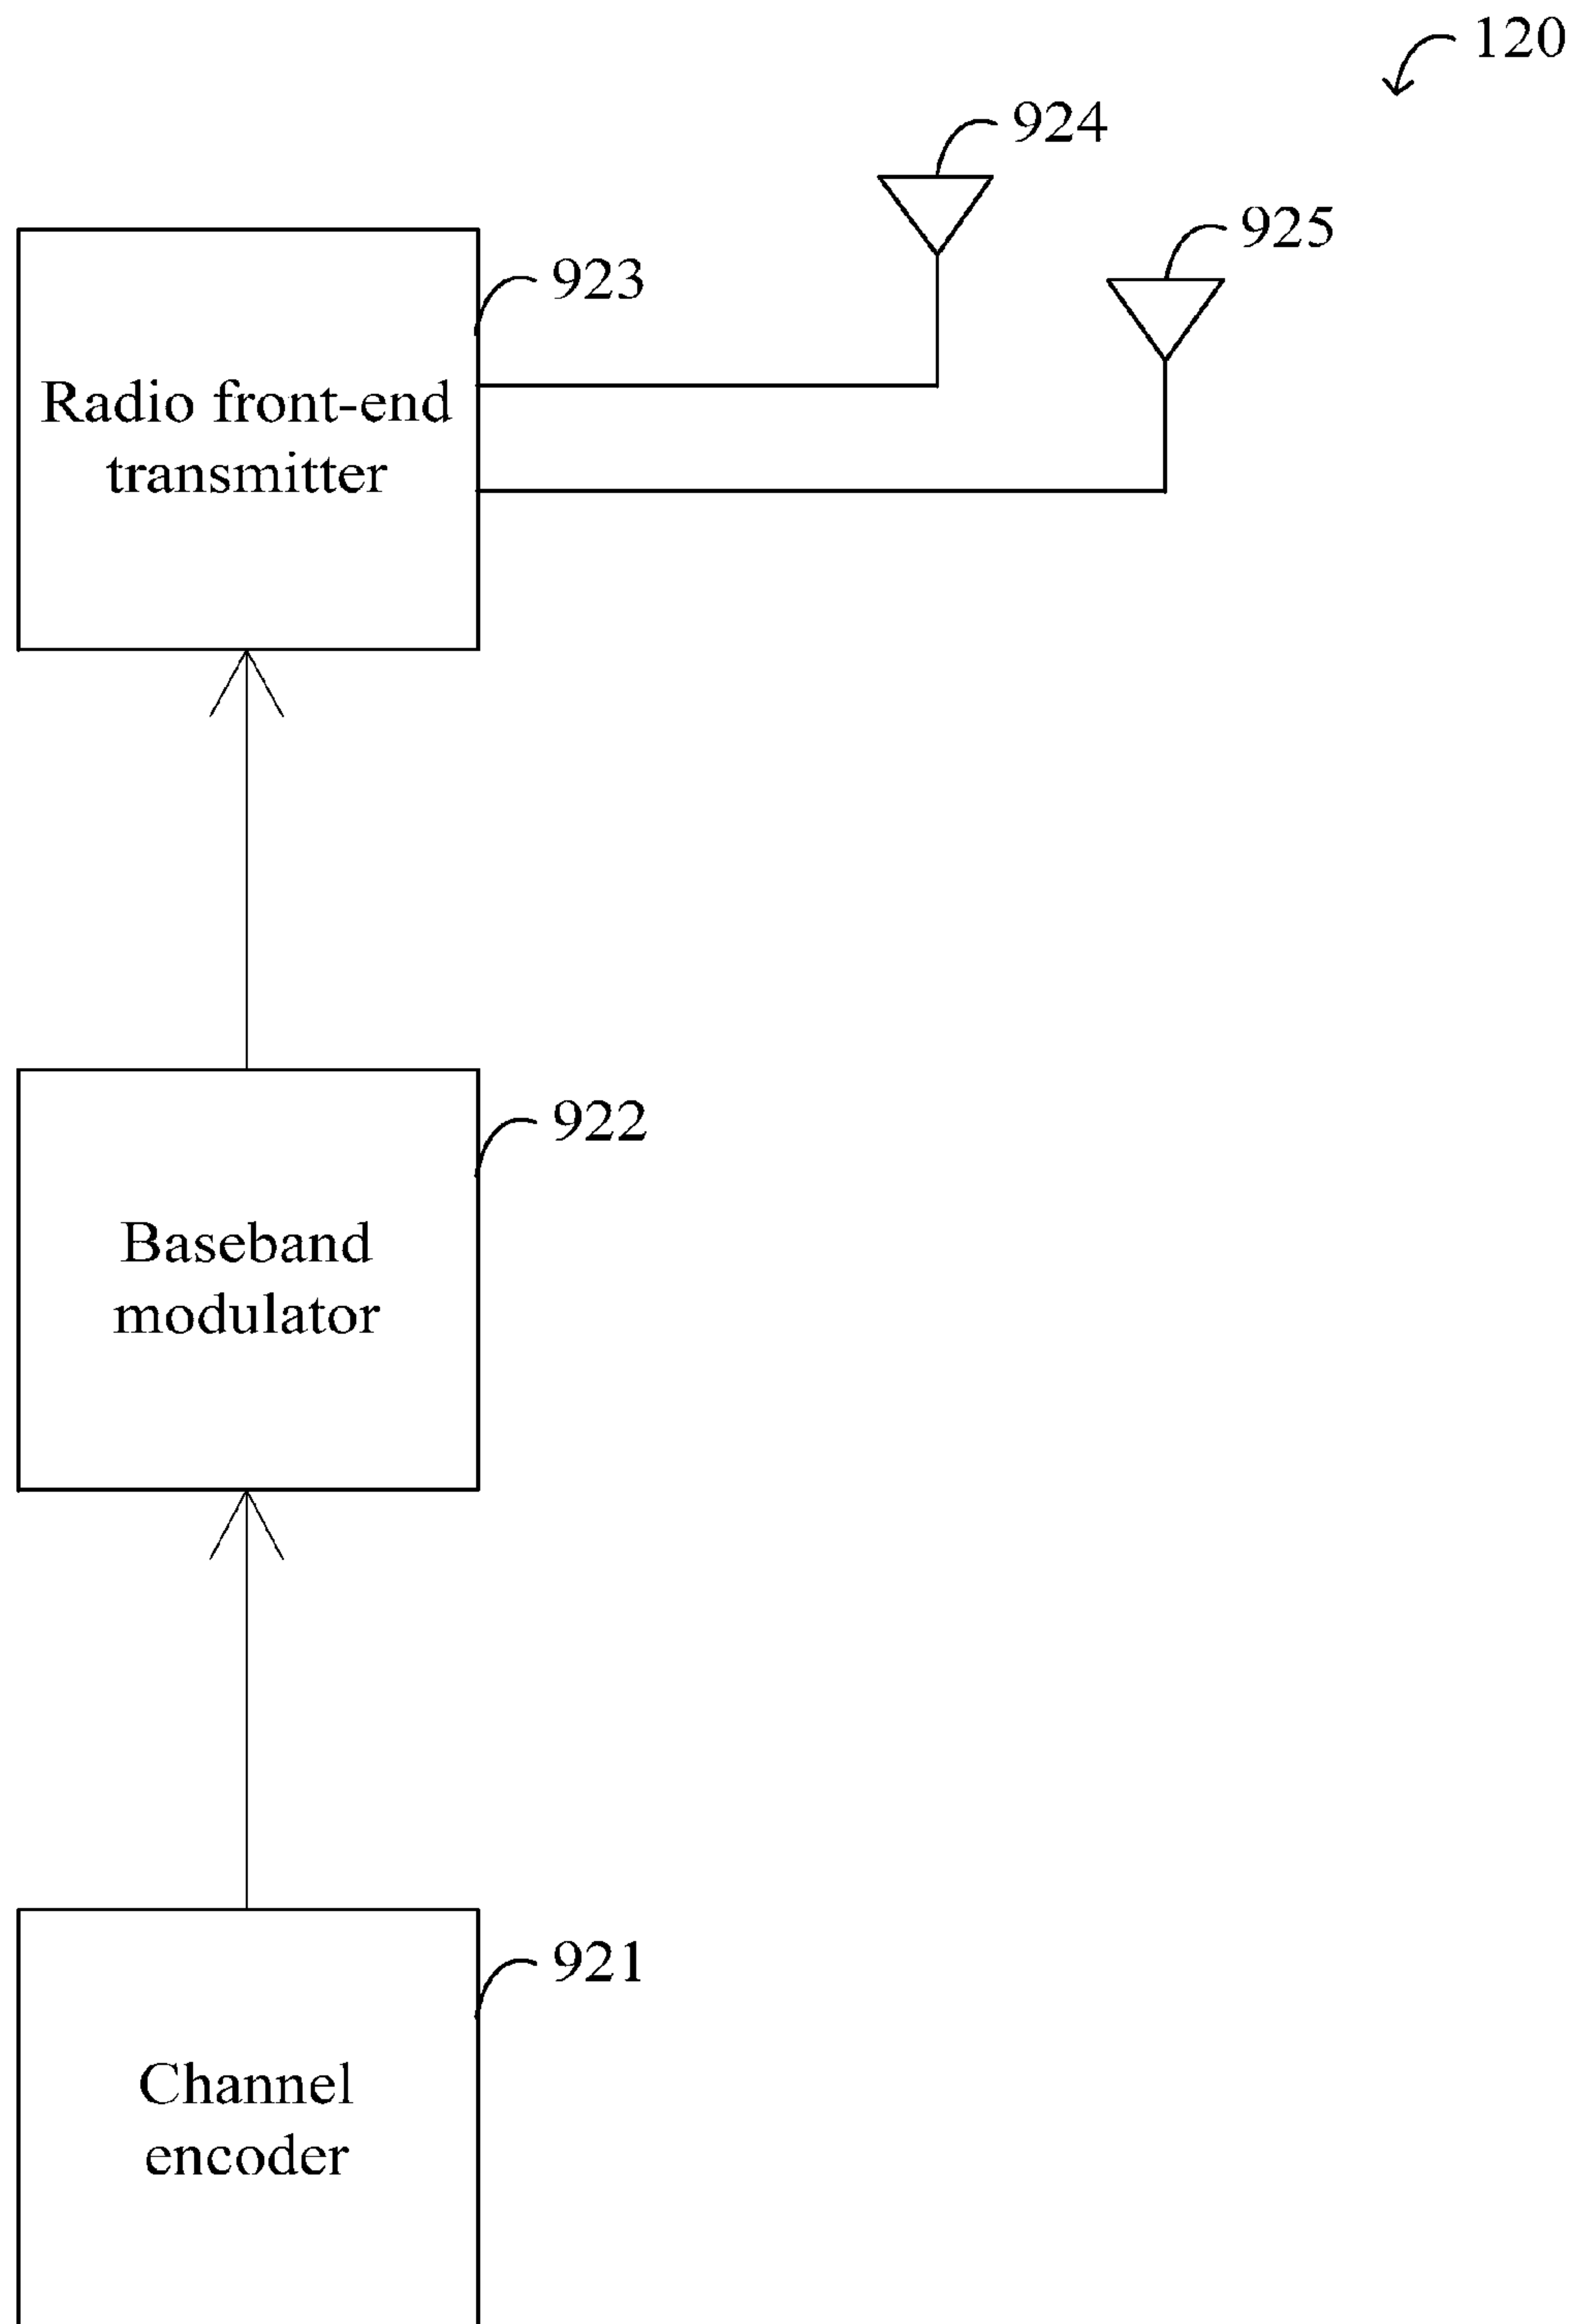 120
924
925
923
Radio front-end
transmitter
922
Baseband
modulator
921
Channel
encoder